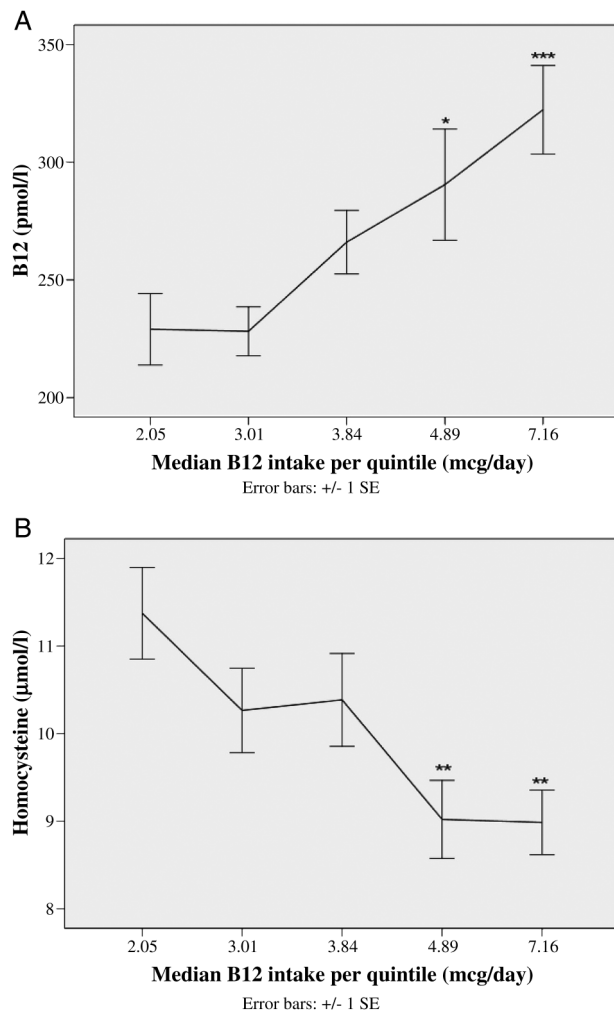 A
350
300
250
200
B12 (pmol/l)
*
***
2.05 3.01 3.84 4.89 7.16
Median B12 intake per quintile (mcg/day)
Error bars: +/- 1 SE
B
12
11
10
9
8
Homocysteine (μmol/l)
**
**
2.05 3.01 3.84 4.89 7.16
Median B12 intake per quintile (mcg/day)
Error bars: +/- 1 SE